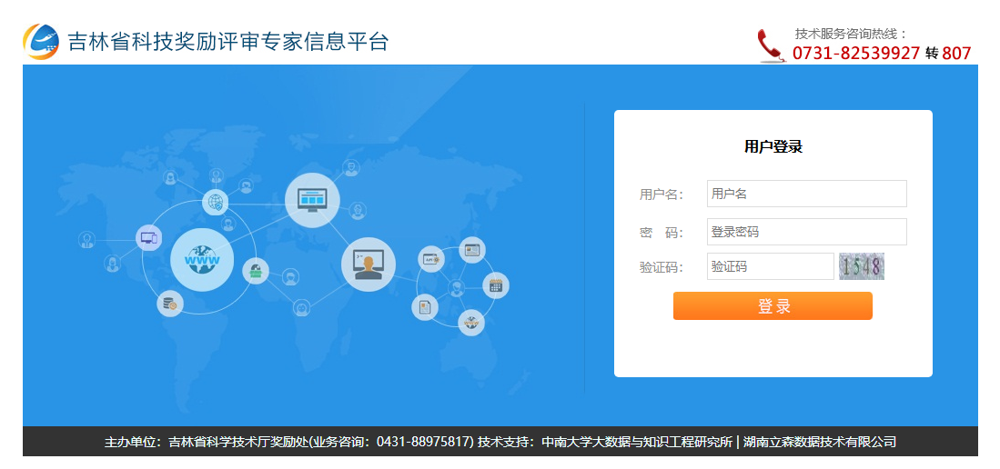 吉林省科技奖励评审专家信息平台
技术服务咨询热线：
0731-82539927 转 807
用户登录
用户名： 用户名
密 码： 登录密码
验证码： 验证码 1548
登 录
www
主办单位：吉林省科学技术厅奖励处(业务咨询：0431-88975817) 技术支持：中南大学大数据与知识工程研究所 | 湖南立森数据技术有限公司